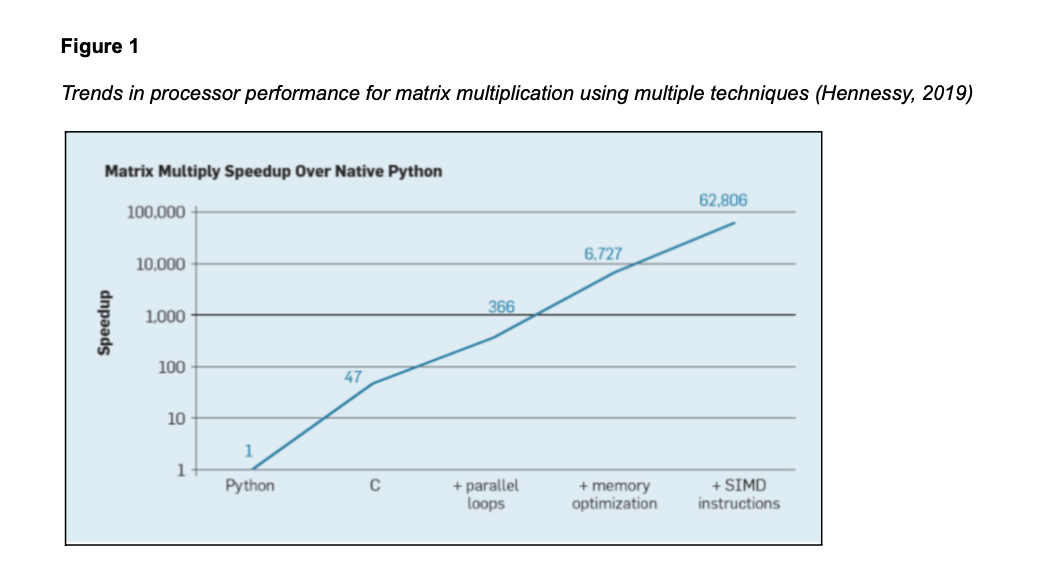 Figure 1
Trends in processor performance for matrix multiplication using multiple techniques (Hennessy, 2019)
Matrix Multiply Speedup Over Native Python
62,806
100,000
6,727
10,000
366
1,000
Speedup
100
47
10
1
1
Python
C
+ parallel
loops
+ memory
optimization
+ SIMD
instructions